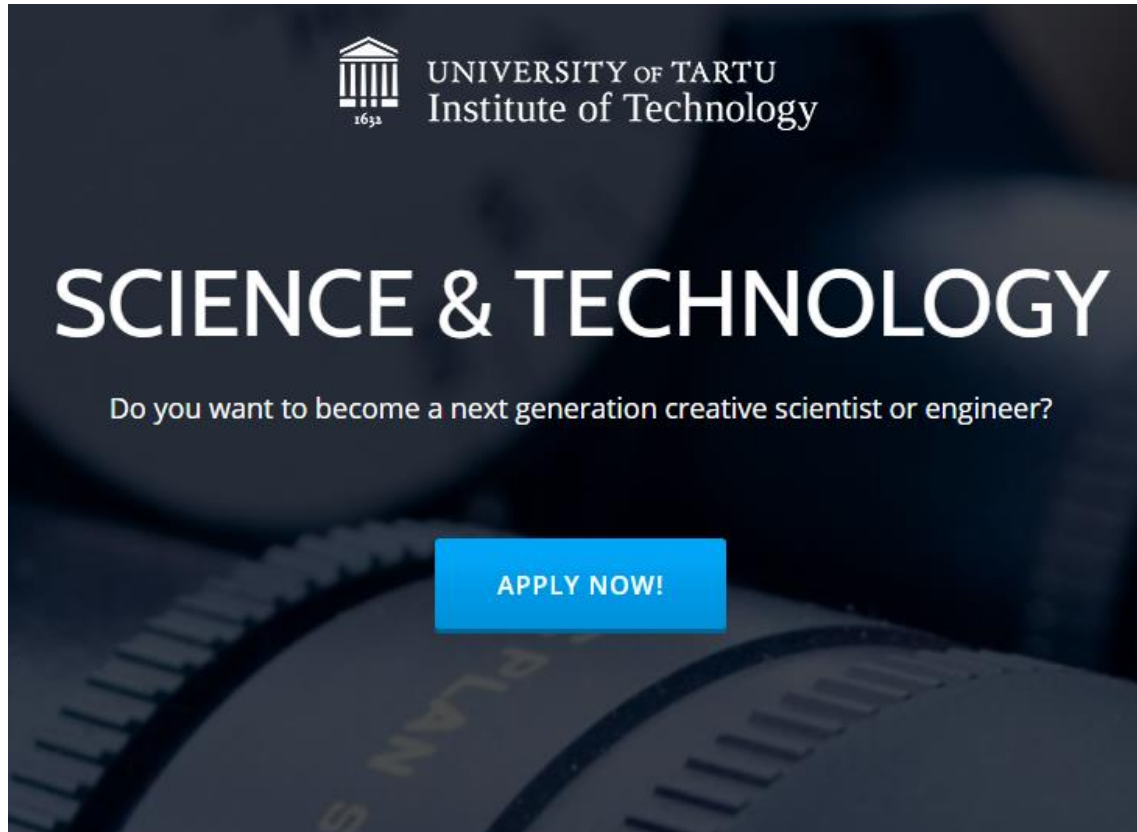 1632
UNIVERSITY OF TARTU
Institute of Technology
SCIENCE & TECHNOLOGY
Do you want to become a next generation creative scientist or engineer?
APPLY NOW!
PLAN S